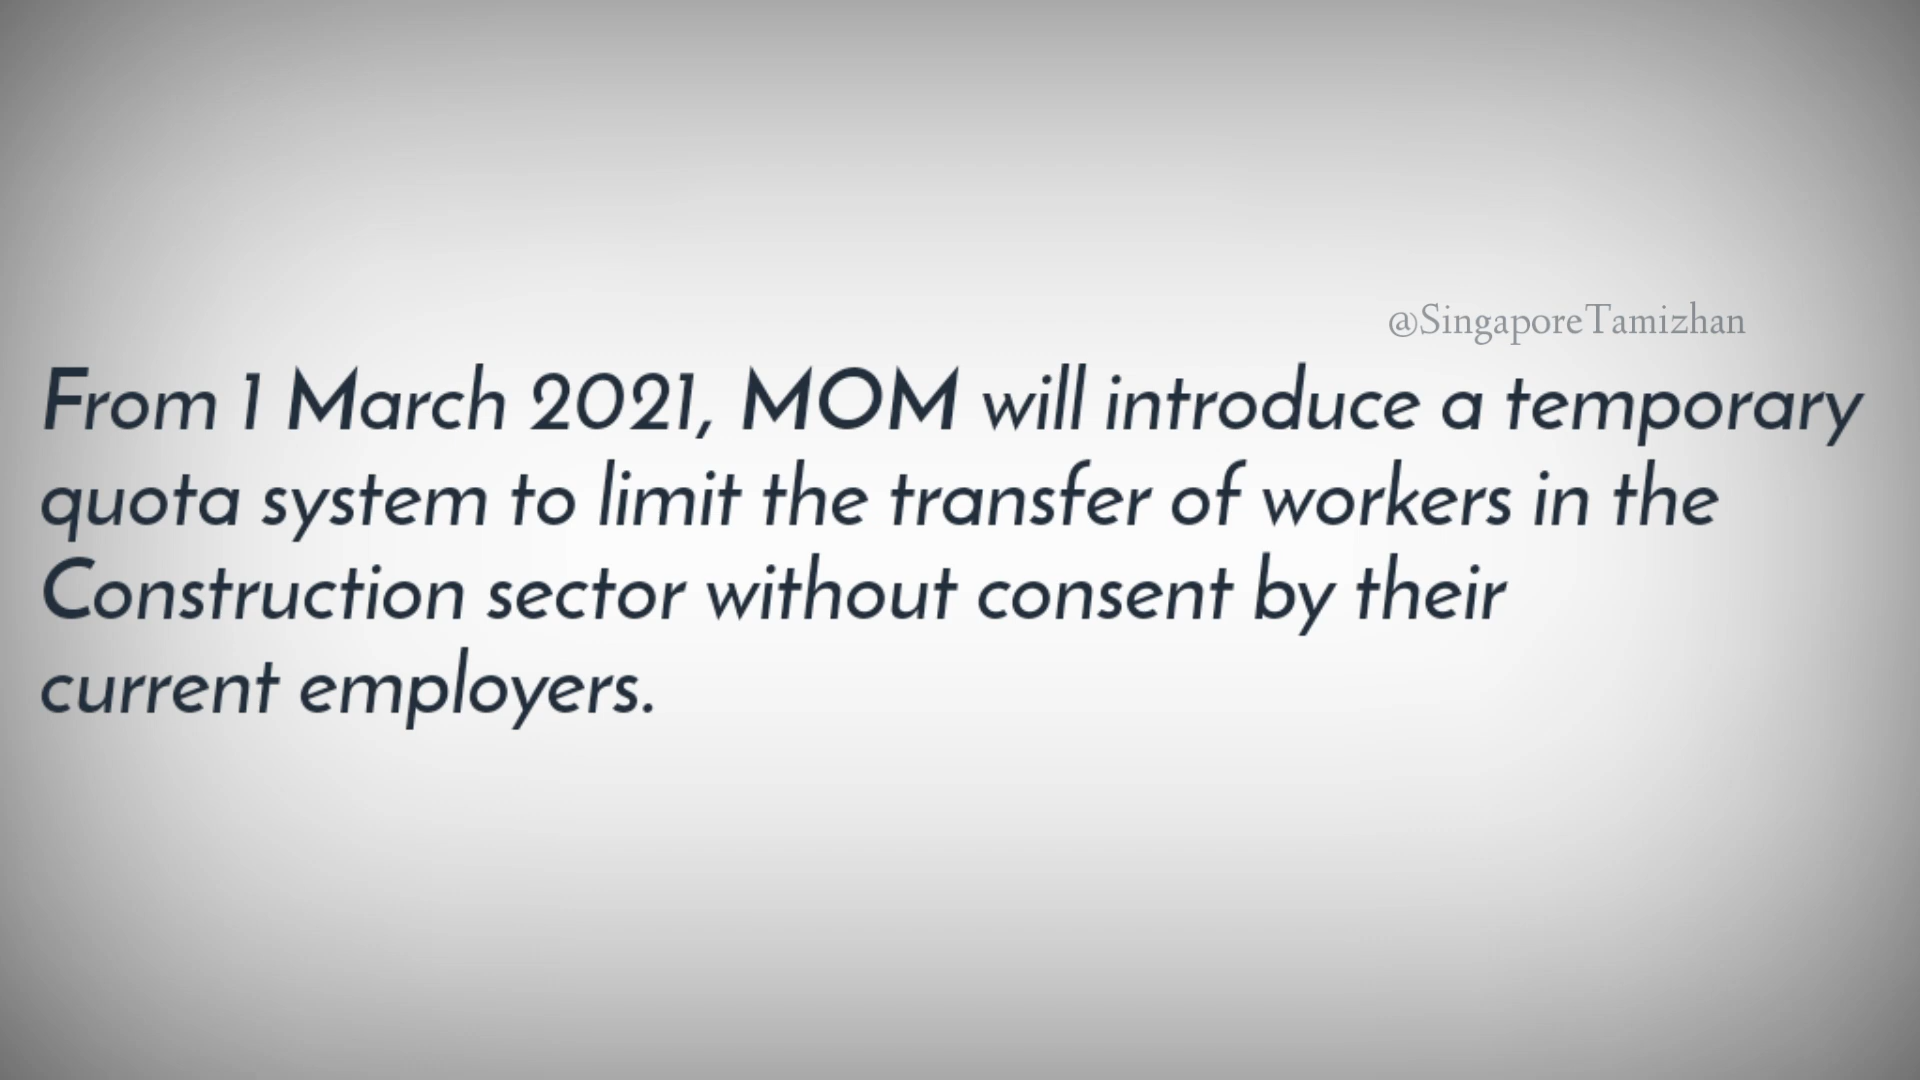 @SingaporeTamizhan
From 1 March 2021, MOM will introduce a temporary
quota system to limit the transfer of workers in the
Construction sector without consent by their
current employers.